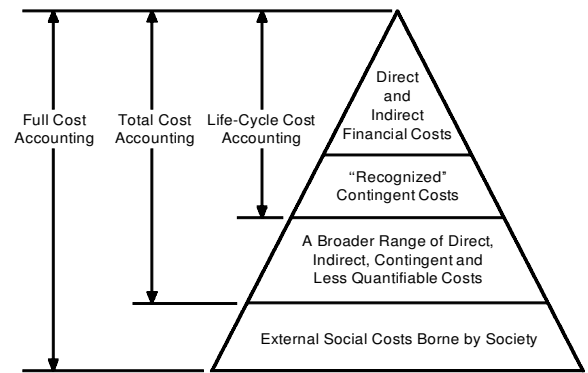 Full Cost
Accounting
Total Cost
Accounting
Life-Cycle Cost
Accounting
Direct
and
Indirect
Financial Costs
“Recognized”
Contingent Costs
A Broader Range of Direct,
Indirect, Contingent and
Less Quantifiable Costs
External Social Costs Borne by Society